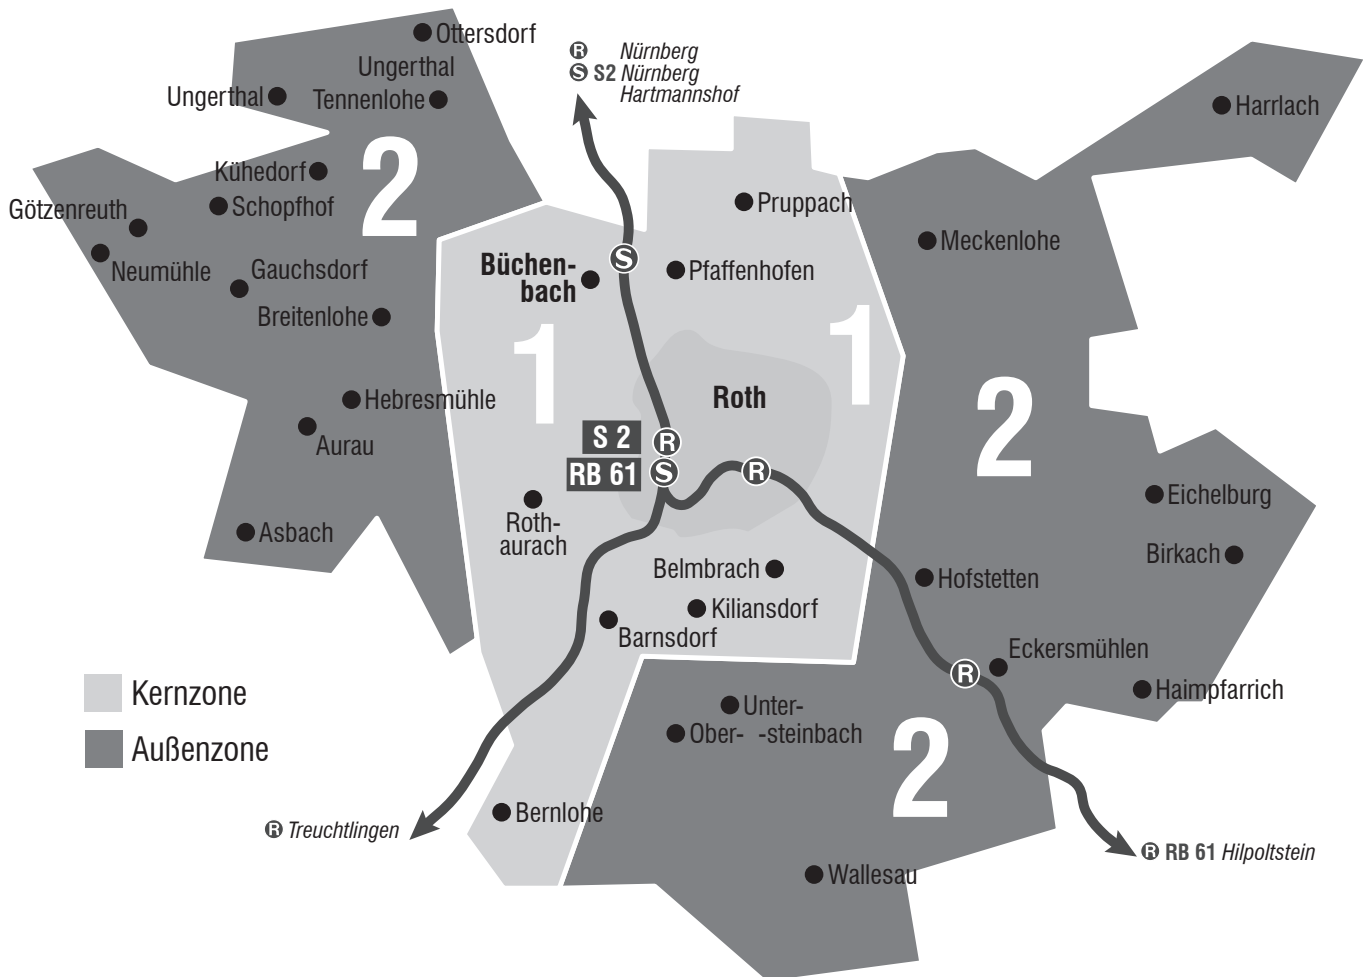 Ottersdorf
Ungerthal
Ungerthal
Tennenlohe
2
Kühedorf
Schopfhof
Götzenreuth
Neumühle
Gauchsdorf
Breitenlohe
Hebresmühle
Aurau
Asbach
R Nürnberg
S S2 Nürnberg
Hartmannshof
Harrlach
Pruppach
Meckenlohe
S
Büchen-
bach
Pfaffenhofen
1
1
Roth
2
S 2
R
RB 61
S
R
Roth-
aurach
Eichelburg
Birkach
Belmbrach
Hofstetten
Kiliansdorf
Barnsdorf
Eckersmühlen
R
Haimpfarrich
Kernzone
Außenzone
Unter-
Ober- -steinbach
2
Bernlohe
R Treuchtlingen
R RB 61 Hilpoltstein
Wallesau